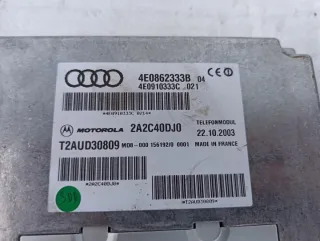 4E0862333B 04
4E0910333C 021
TELEFONMODUL
MOTOROLA 2A2C40DJ0 22.10.2003
T2AUD30809 MADE IN FRANCE